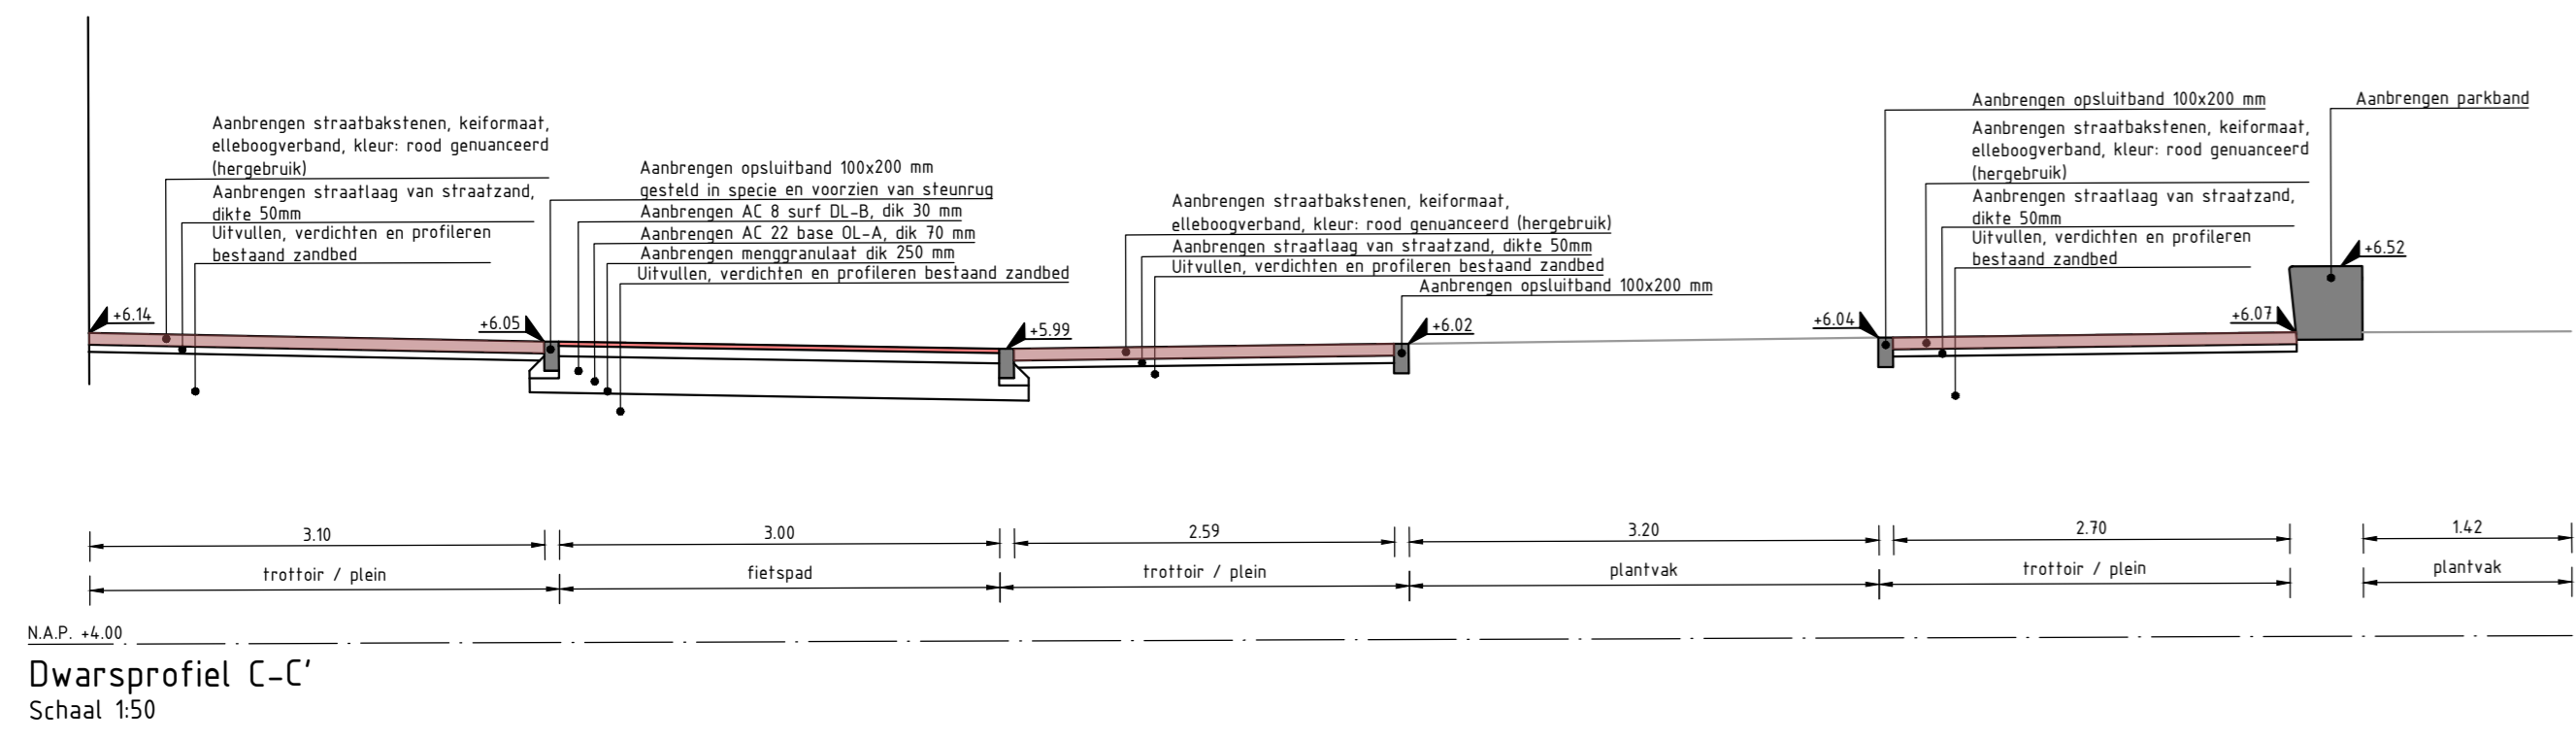 Aanbrengen straatbakstenen, keiformaat,
elleboogverband, kleur: rood genuanceerd
(hergebruik)
Aanbrengen straatlaag van straatzand,
dikte 50mm
Uitvullen, verdichten en profileren
bestaand zandbed
Aanbrengen opsluitband 100x200 mm
gesteld in specie en voorzien van steunrug
Aanbrengen AC 8 surf DL-B, dik 30 mm
Aanbrengen AC 22 base OL-A, dik 70 mm
Aanbrengen menggranulaat dik 250 mm
Uitvullen, verdichten en profileren bestaand zandbed
Aanbrengen straatbakstenen, keiformaat,
elleboogverband, kleur: rood genuanceerd (hergebruik)
Aanbrengen straatlaag van straatzand, dikte 50mm
Uitvullen, verdichten en profileren bestaand zandbed
Aanbrengen opsluitband 100x200 mm
Aanbrengen opsluitband 100x200 mm
Aanbrengen straatbakstenen, keiformaat,
elleboogverband, kleur: rood genuanceerd
(hergebruik)
Aanbrengen straatlaag van straatzand,
dikte 50mm
Uitvullen, verdichten en profileren
bestaand zandbed
Aanbrengen parkband
+6.14
+6.05
+5.99
+6.02
+6.04
+6.07
+6.52
3.10
3.00
2.59
3.20
2.70
1.42
trottoir / plein
fietspad
trottoir / plein
plantvak
trottoir / plein
plantvak
N.A.P. +4.00
Dwarsprofiel C-C'
Schaal 1:50